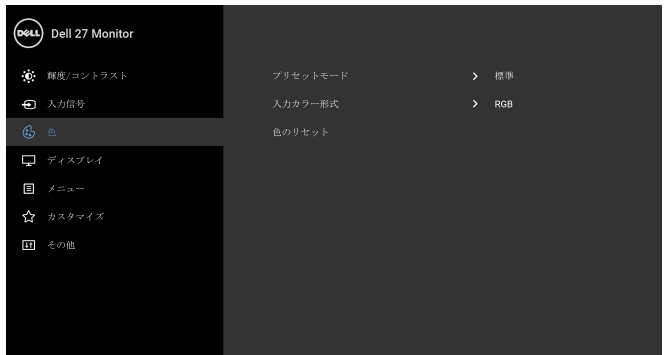 DELL
Dell 27 Monitor
輝度/コントラスト
プリセットモード 標準
入力信号
入力カラー形式 RGB
色
色のリセット
ディスプレイ
メニュー
カスタマイズ
その他